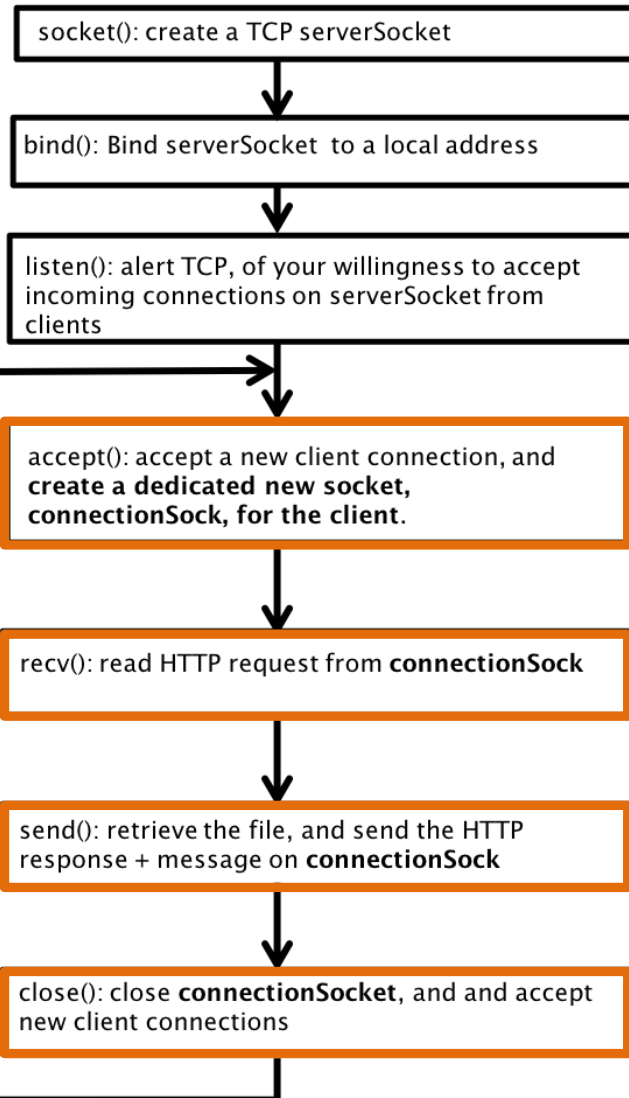 socket(): create a TCP serverSocket
bind(): Bind serverSocket to a local address
listen(): alert TCP, of your willingness to accept
incoming connections on serverSocket from
clients
accept(): accept a new client connection, and
create a dedicated new socket,
connectionSock, for the client.
recv(): read HTTP request from connectionSock
send(): retrieve the file, and send the HTTP
response + message on connectionSock
close(): close connectionSocket, and and accept
new client connections